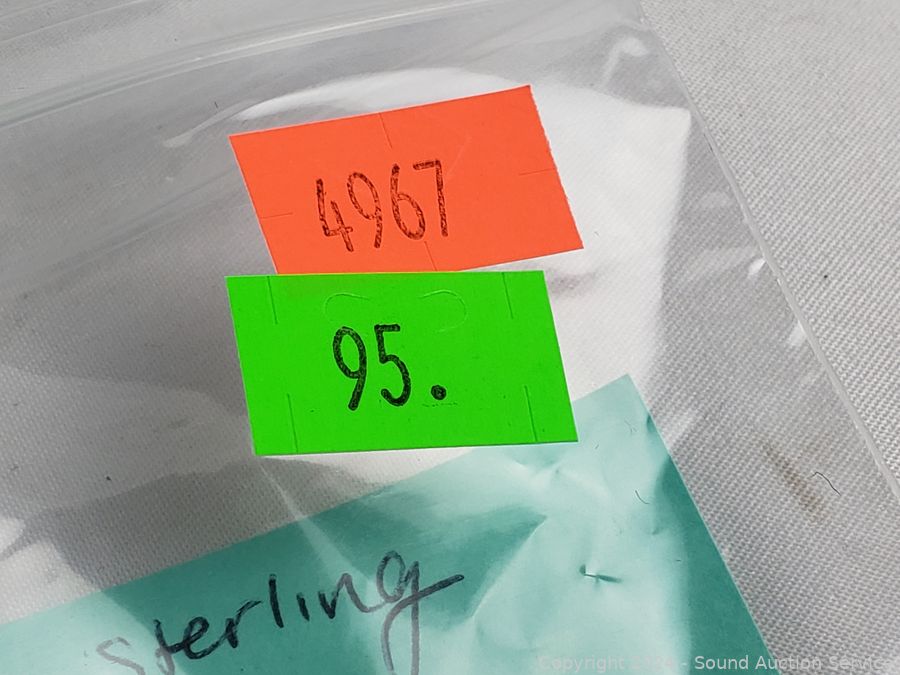 4967
95.
sterling
Copyright 2024 - Sound Auction Service